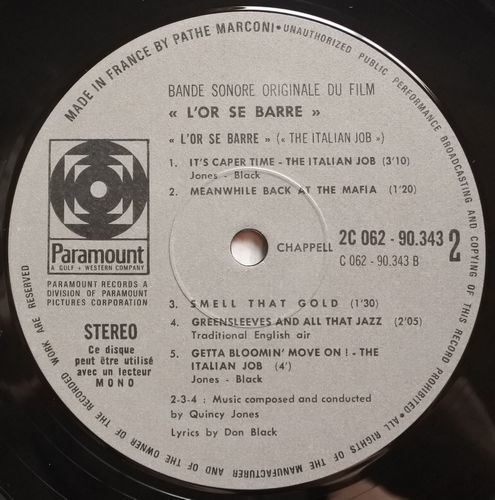 MADE IN FRANCE BY PATHE MARCONI · UNAUTHORIZED PUBLIC PERFORMANCE BROADCASTING AND COPYING OF THIS RECORD PROHIBITED · ALL RIGHTS OF THE MANUFACTURER AND OF THE OWNER OF THE RECORDED WORK ARE RESERVED
BANDE SONORE ORIGINALE DU FILM
« L'OR SE BARRE »
« L'OR SE BARRE » (« THE ITALIAN JOB »)
1. IT'S CAPER TIME - THE ITALIAN JOB (3'10)
Jones - Black
2. MEANWHILE BACK AT THE MAFIA (1'20)
Paramount
A GULF + WESTERN COMPANY
PARAMOUNT RECORDS A
DIVISION OF PARAMOUNT
PICTURES CORPORATION
CHAPPELL
2C 062 - 90.343 2
C 062 - 90.343 B
STEREO
Ce disque
peut être utilisé
avec un lecteur
MONO
3. SMELL THAT GOLD (1'30)
4. GREENSLEEVES AND ALL THAT JAZZ (2'05)
Traditional English air
5. GETTA BLOOMIN' MOVE ON ! - THE
ITALIAN JOB (4')
Jones - Black
2-3-4 : Music composed and conducted
by Quincy Jones
Lyrics by Don Black